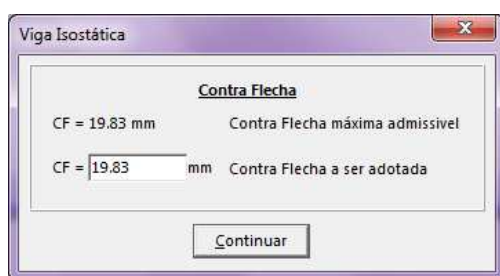 Viga Isostática
Contra Flecha
CF = 19.83 mm Contra Flecha máxima admissivel
CF = 19.83 mm Contra Flecha a ser adotada
Continuar